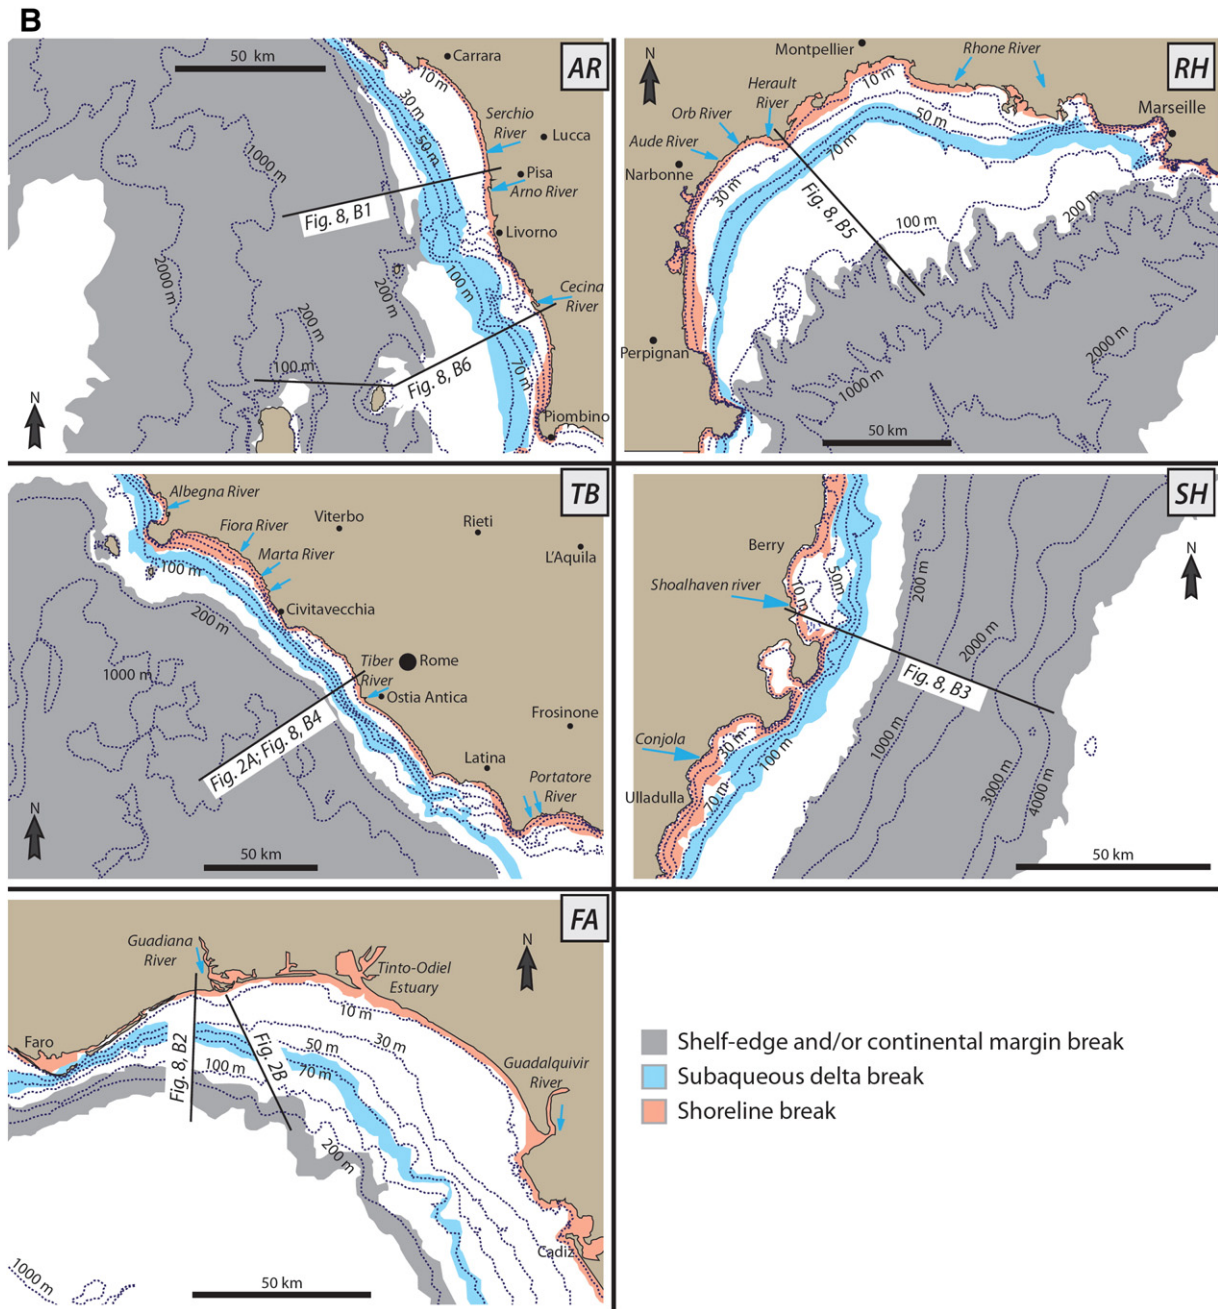 B
50 km
AR
Carrara
10 m
30 m
50 m
Serchio
River
Lucca
1000 m
Pisa
Arno River
Fig. 8, B1
Livorno
2000 m
100 m
200 m
Cecina
River
200 m
100 m
70 m
Fig. 8, B6
N
Piombino
N
Montpellier
Rhone River
RH
10 m
Herault
River
Marseille
Orb River
50 m
Aude River
70 m
Narbonne
30 m
Fig. 8, B5
200 m
100 m
Perpignan
2000 m
1000 m
50 km
TB
Albegna River
Viterbo
Rieti
Fiora River
L'Aquila
Marta River
100 m
Civitavecchia
200 m
1000 m
Tiber
River
Rome
Ostia Antica
Fig. 2A; Fig. 8, B4
Frosinone
Latina
Portatore
River
N
50 km
SH
Berry
N
50m
Shoalhaven river
10 m
200 m
2000 m
Fig. 8, B3
Conjola
30 m
100 m
1000 m
Ulladulla
70 m
3000 m
4000 m
50 km
FA
Guadiana
River
N
Tinto-Odiel
Estuary
10 m
Faro
30 m
50 m
Fig. 8, B2
Fig. 2B
100 m
70 m
Guadalquivir
River
200 m
Cadiz
1000 m
50 km
Shelf-edge and/or continental margin break
Subaqueous delta break
Shoreline break